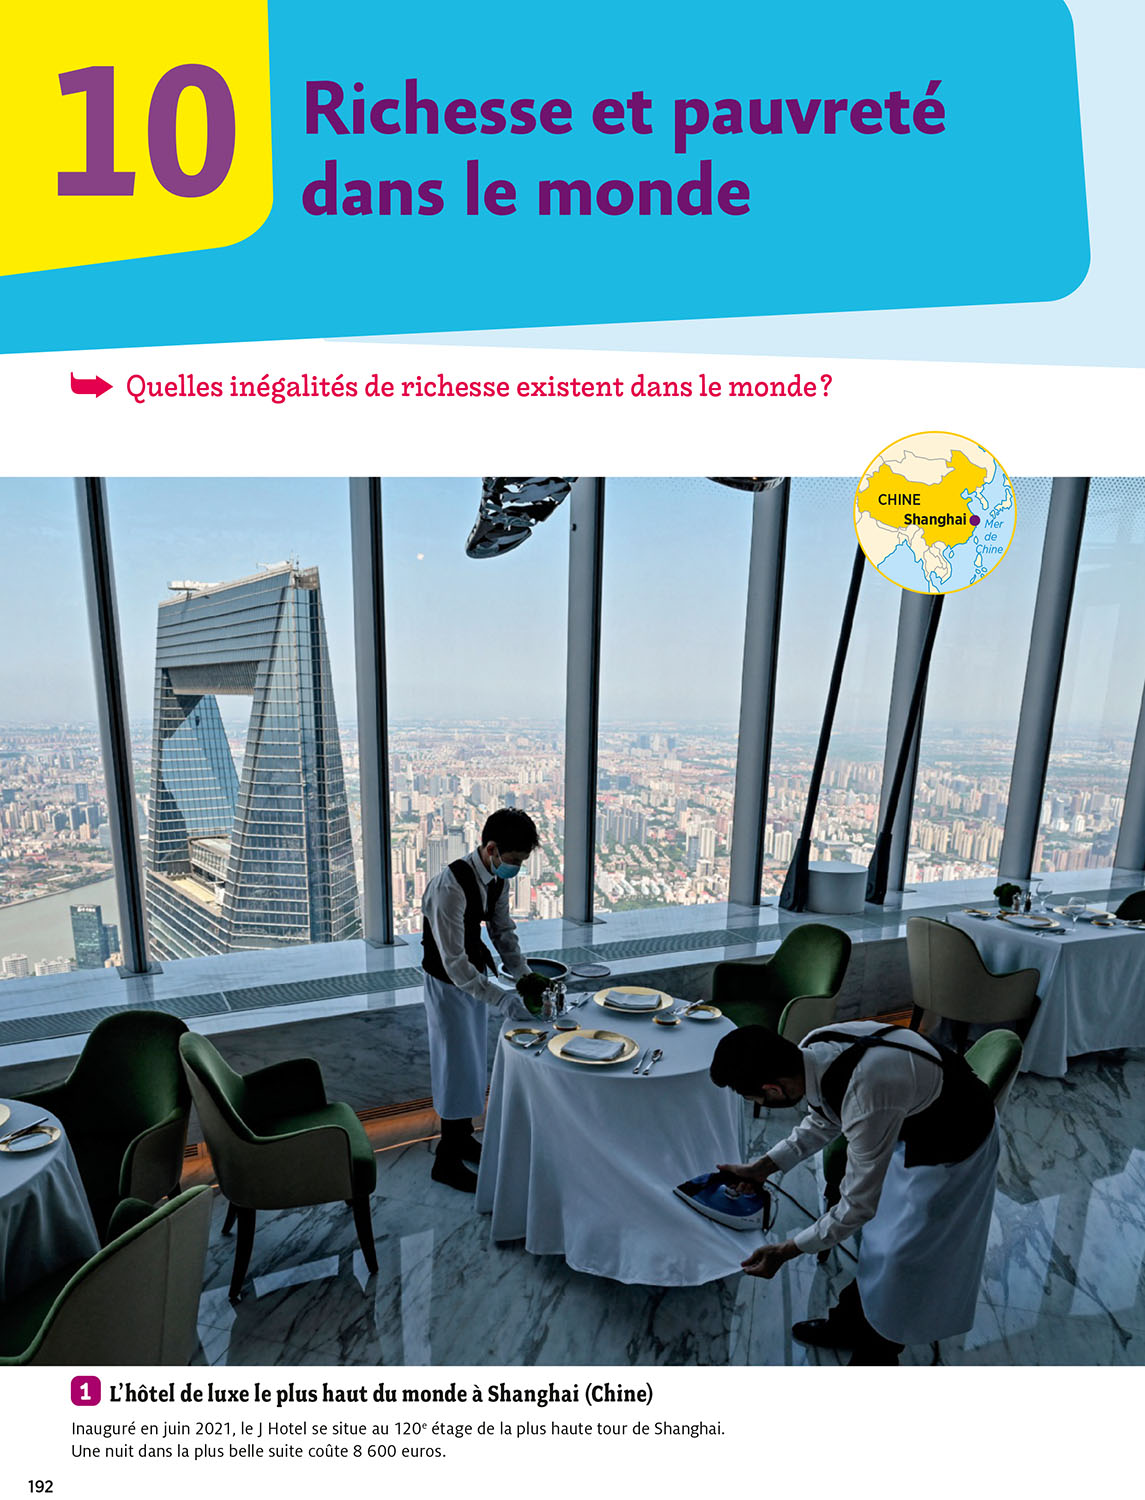 10
Richesse et pauvreté
dans le monde
Quelles inégalités de richesse existent dans le monde ?
CHINE
Shanghai
Mer
de
Chine
1 L’hôtel de luxe le plus haut du monde à Shanghai (Chine)
Inauguré en juin 2021, le J Hotel se situe au 120e étage de la plus haute tour de Shanghai.
Une nuit dans la plus belle suite coûte 8 600 euros.
192